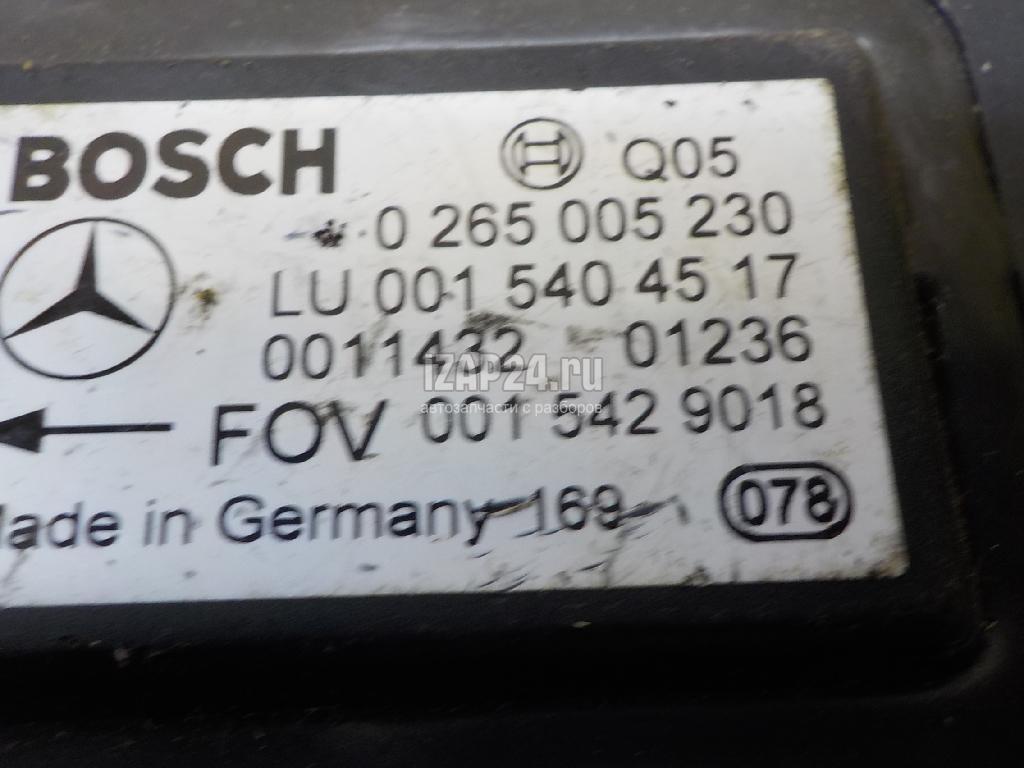 BOSCH Q05
0 265 005 230
LU 001 540 45 17
0011432 01236
FOV 001 542 9018
Made in Germany 169 078
IZAP24.ru
автозапчасти с разборов